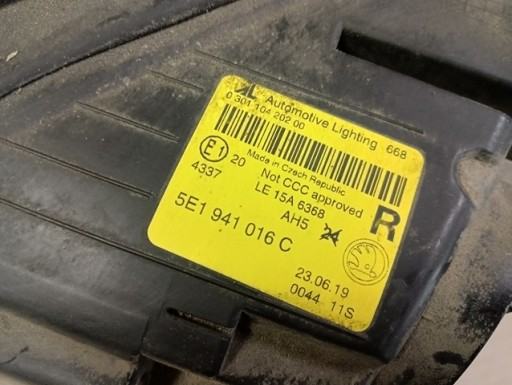 AL Automotive Lighting 668
0 301 104 202 00
Made in Czech Republic
E1 20
Not CCC approved
4337
LE 15A 6368
R
AH5 24
5E1 941 016 C
23.06.19
0044 11S